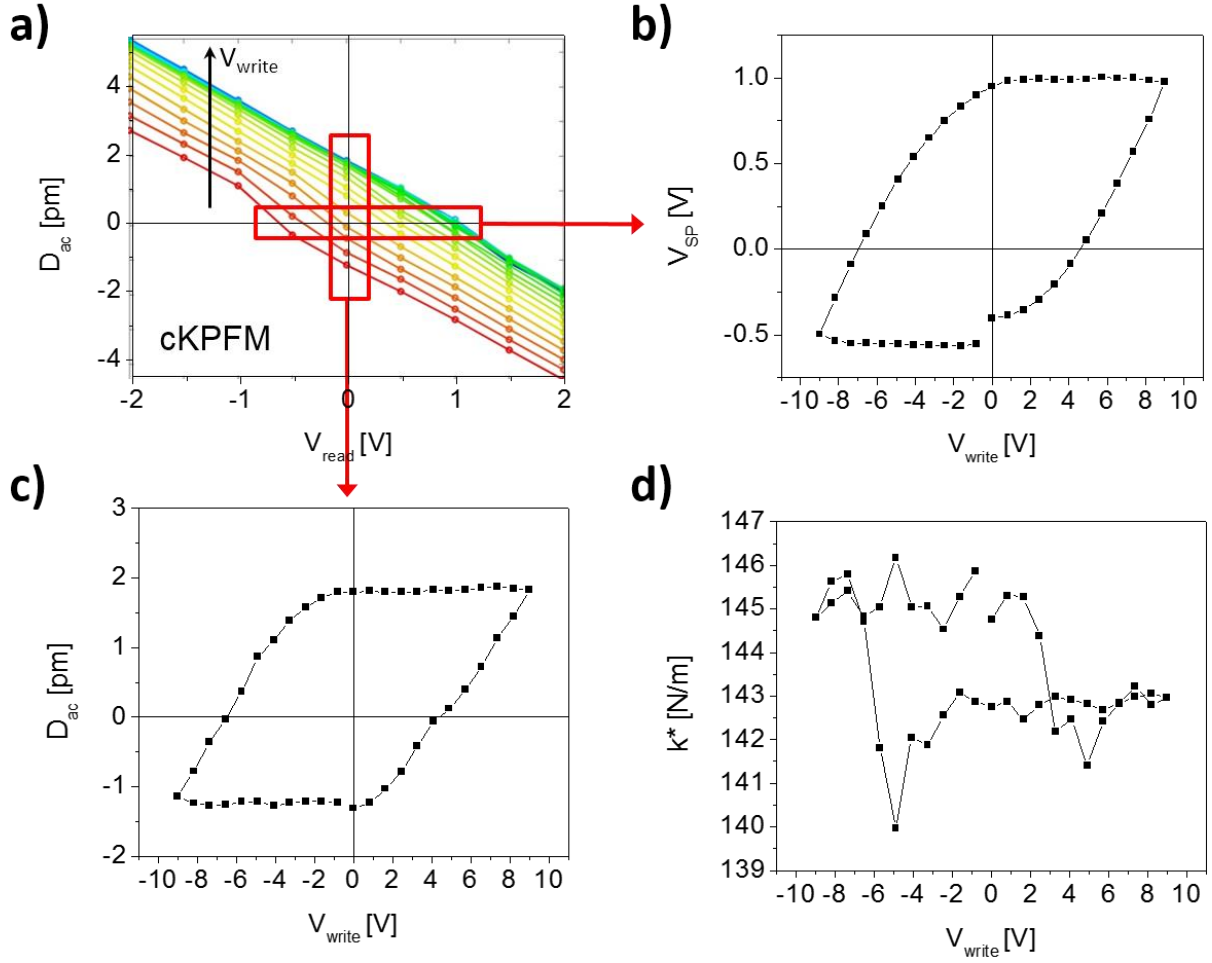 a)
V_write
4
2
0
-2
-4
D_ac [pm]
cKPFM
-2 -1 0 1 2
V_read [V]
b)
1.0
0.5
0.0
-0.5
V_SP [V]
-10 -8 -6 -4 -2 0 2 4 6 8 10
V_write [V]
c)
3
2
1
0
-1
-2
D_ac [pm]
-10 -8 -6 -4 -2 0 2 4 6 8 10
V_write [V]
d)
147
146
145
144
143
142
141
140
139
k* [N/m]
-10 -8 -6 -4 -2 0 2 4 6 8 10
V_write [V]